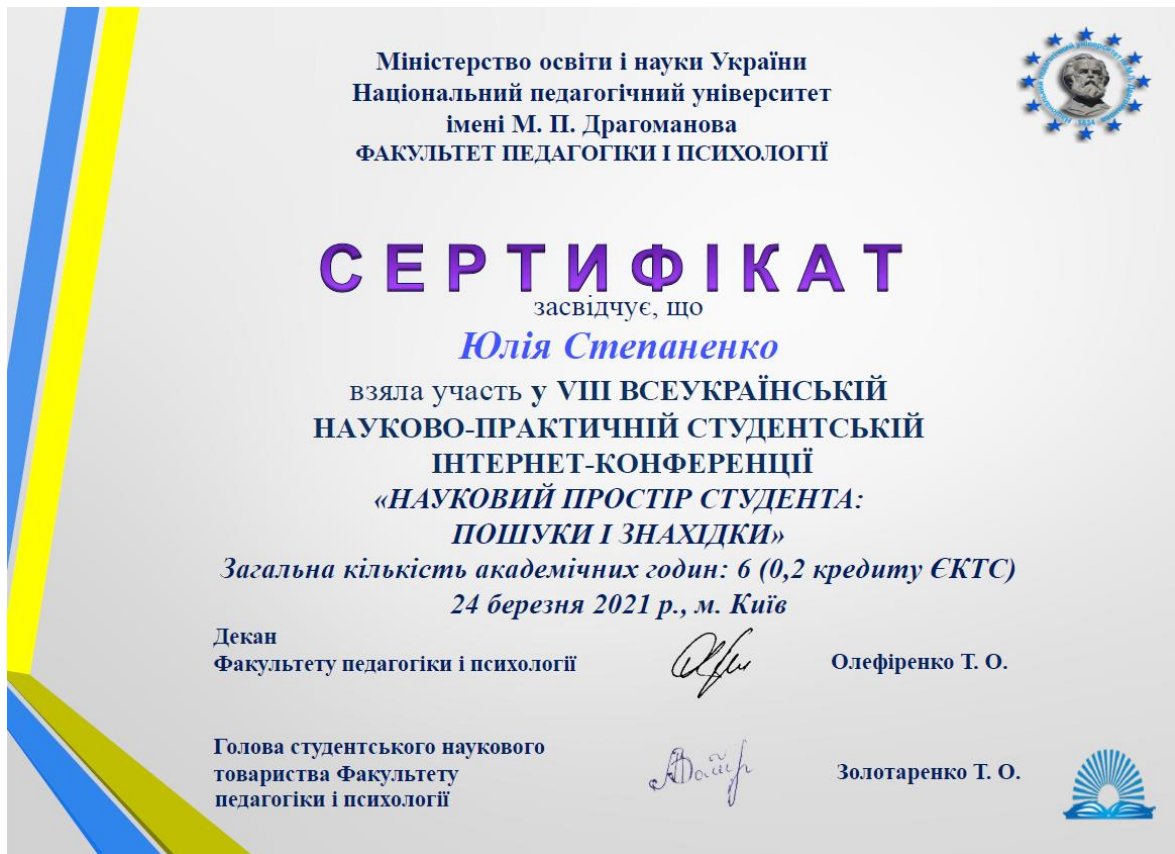 Міністерство освіти і науки України
Національний педагогічний університет
імені М. П. Драгоманова
ФАКУЛЬТЕТ ПЕДАГОГІКИ І ПСИХОЛОГІЇ
СЕРТИФІКАТ
засвідчує, що
Юлія Степаненко
взяла участь у VIII ВСЕУКРАЇНСЬКІЙ
НАУКОВО-ПРАКТИЧНІЙ СТУДЕНТСЬКІЙ
ІНТЕРНЕТ-КОНФЕРЕНЦІЇ
«НАУКОВИЙ ПРОСТІР СТУДЕНТА:
ПОШУКИ І ЗНАХІДКИ»
Загальна кількість академічних годин: 6 (0,2 кредиту ЄКТС)
24 березня 2021 р., м. Київ
Декан
Факультету педагогіки і психології
Олефіренко Т. О.
Голова студентського наукового
товариства Факультету
педагогіки і психології
Золотаренко Т. О.
1834